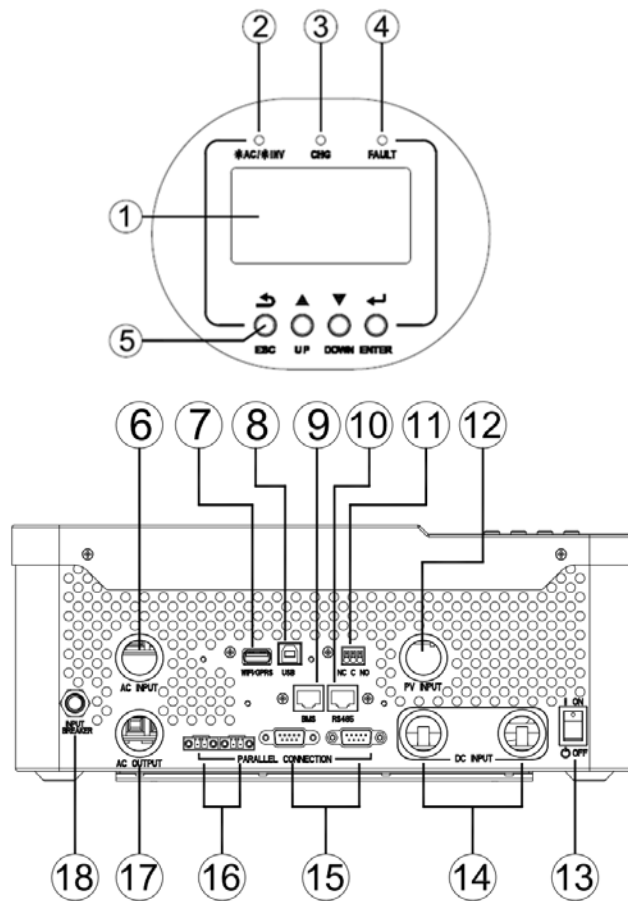 ② ③ ④
☀AC/☀INV CHG FAULT
①
⑤
ESC UP DOWN ENTER
⑥ ⑦ ⑧ ⑨ ⑩ ⑪ ⑫
WIFI/GPRS USB NC C NO
AC INPUT PV INPUT
BMS RS485
I ON
INPUT
BREAKER
AC OUTPUT PARALLEL CONNECTION DC INPUT OFF
⑱ ⑰ ⑯ ⑮ ⑭ ⑬